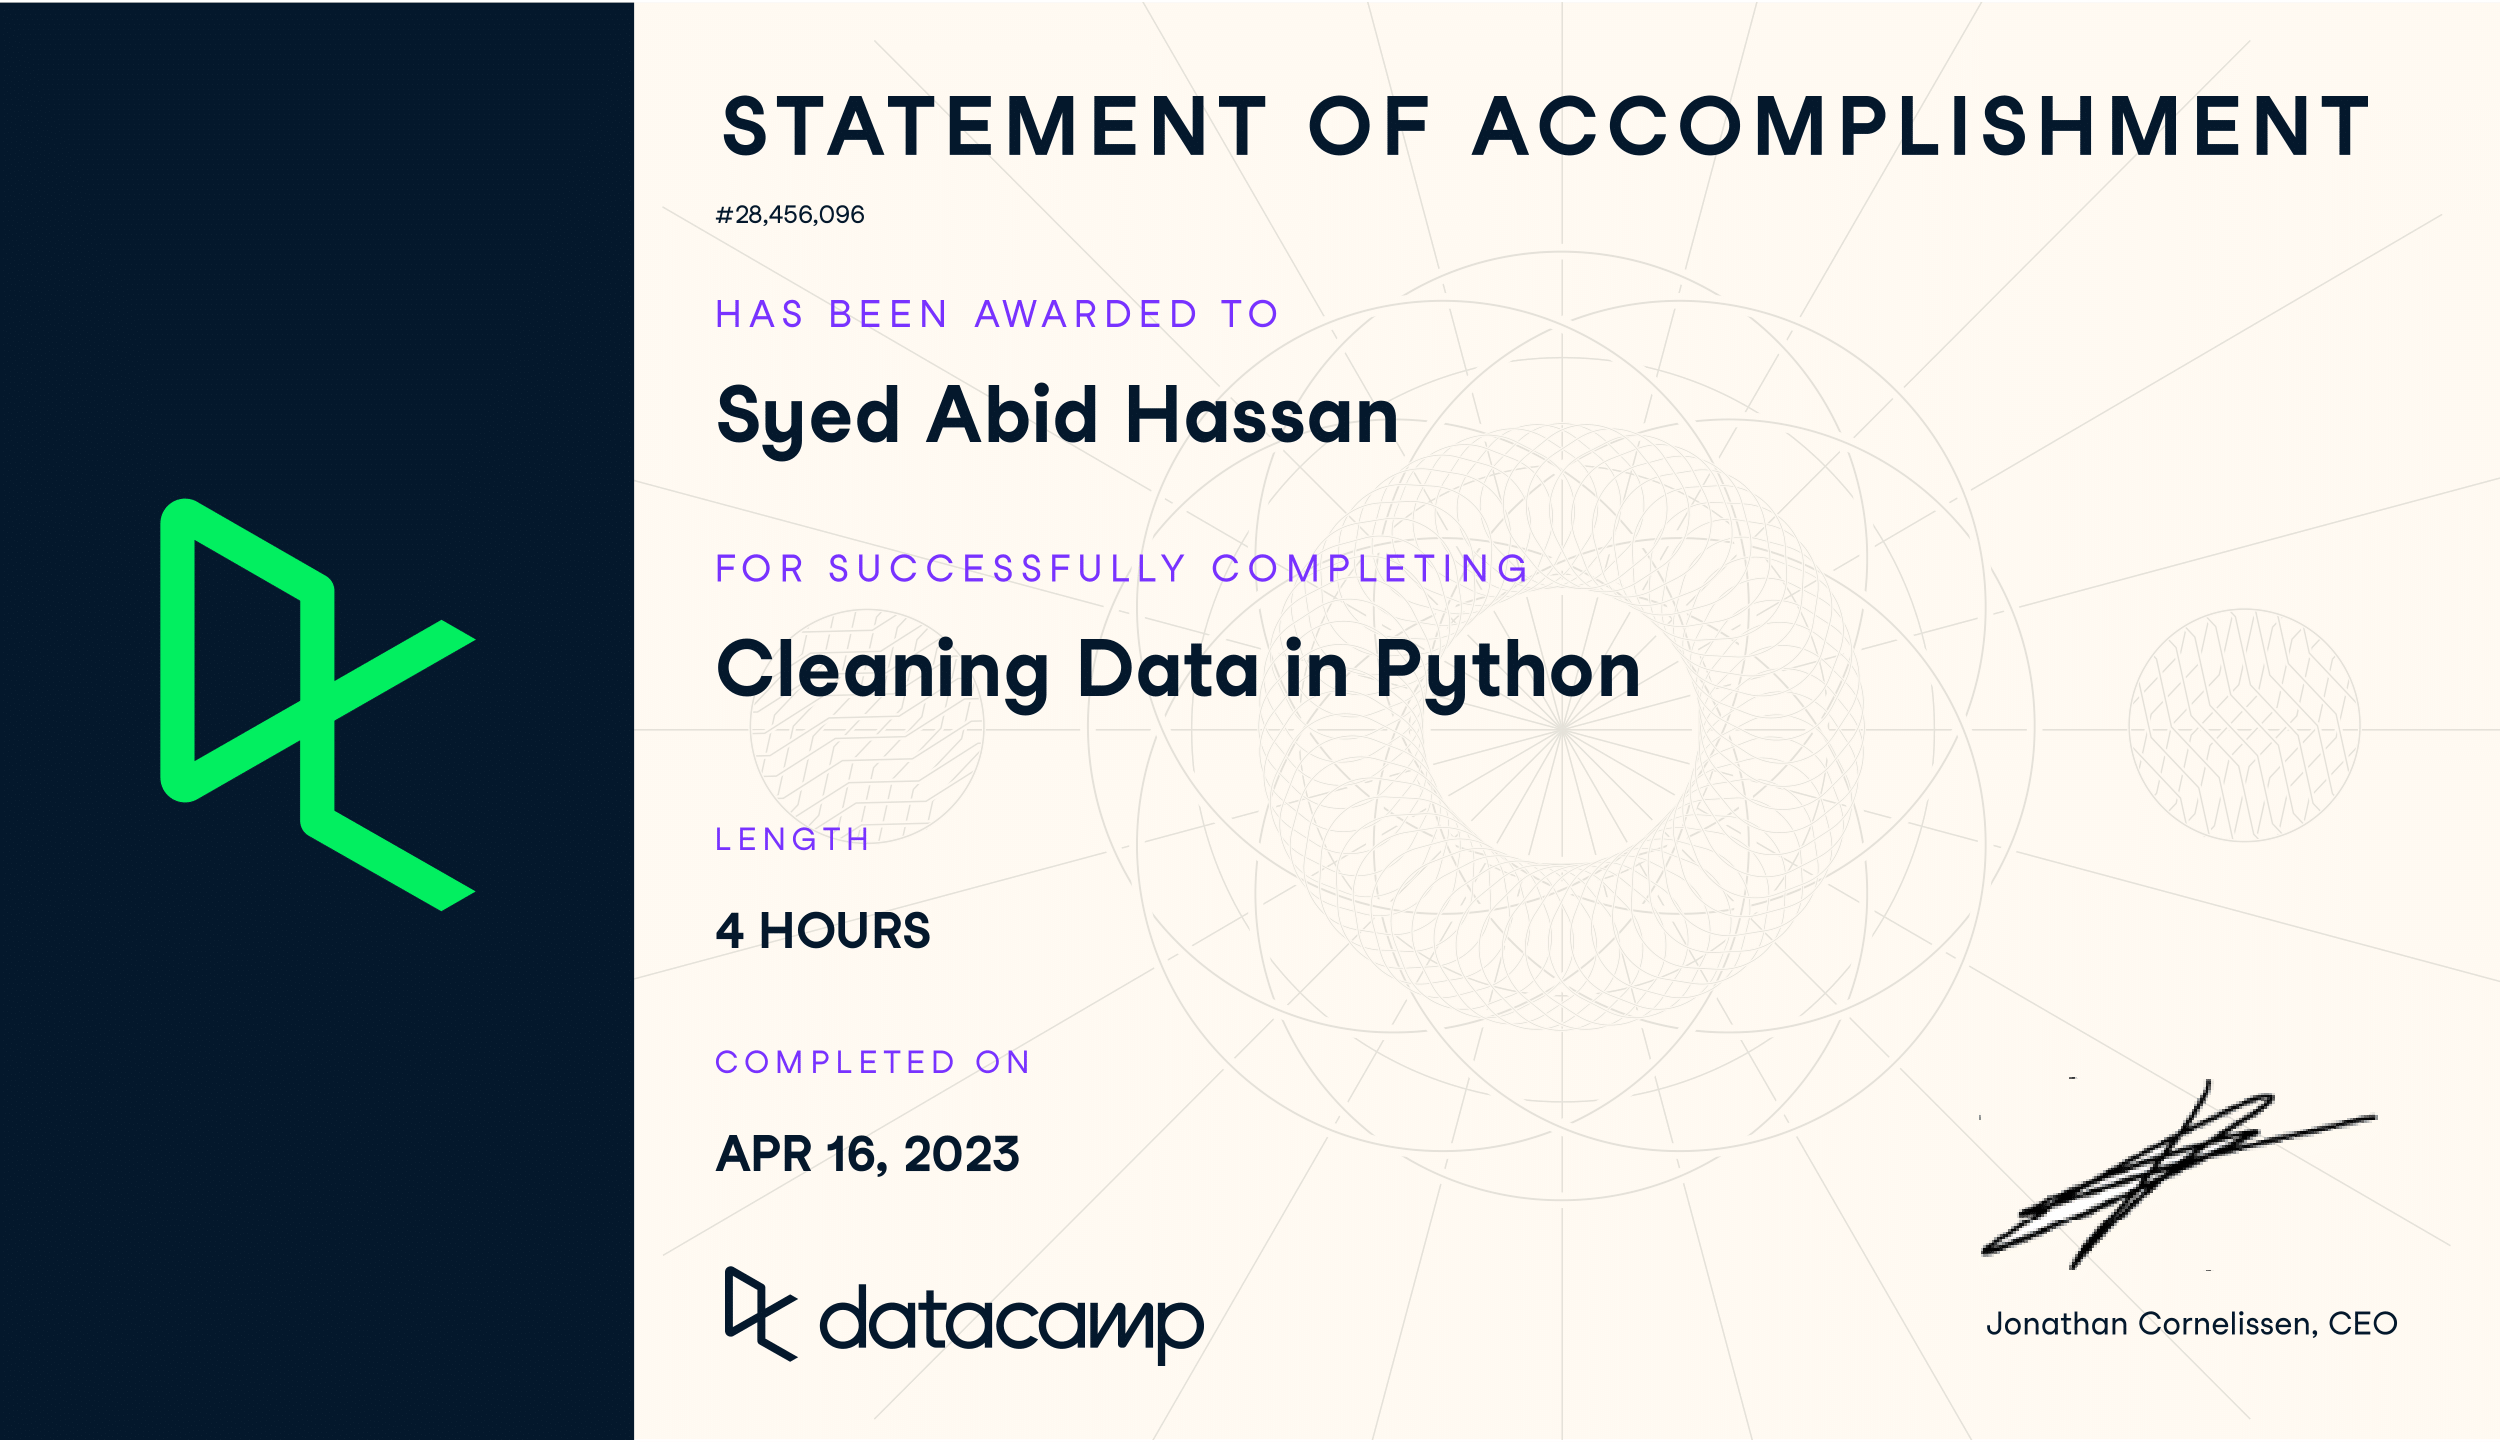 STATEMENT OF ACCOMPLISHMENT
#28,456,096
HAS BEEN AWARDED TO
Syed Abid Hassan
FOR SUCCESSFULLY COMPLETING
Cleaning Data in Python
LENGTH
4 HOURS
COMPLETED ON
APR 16, 2023
datacamp
Jonathan Cornelissen, CEO